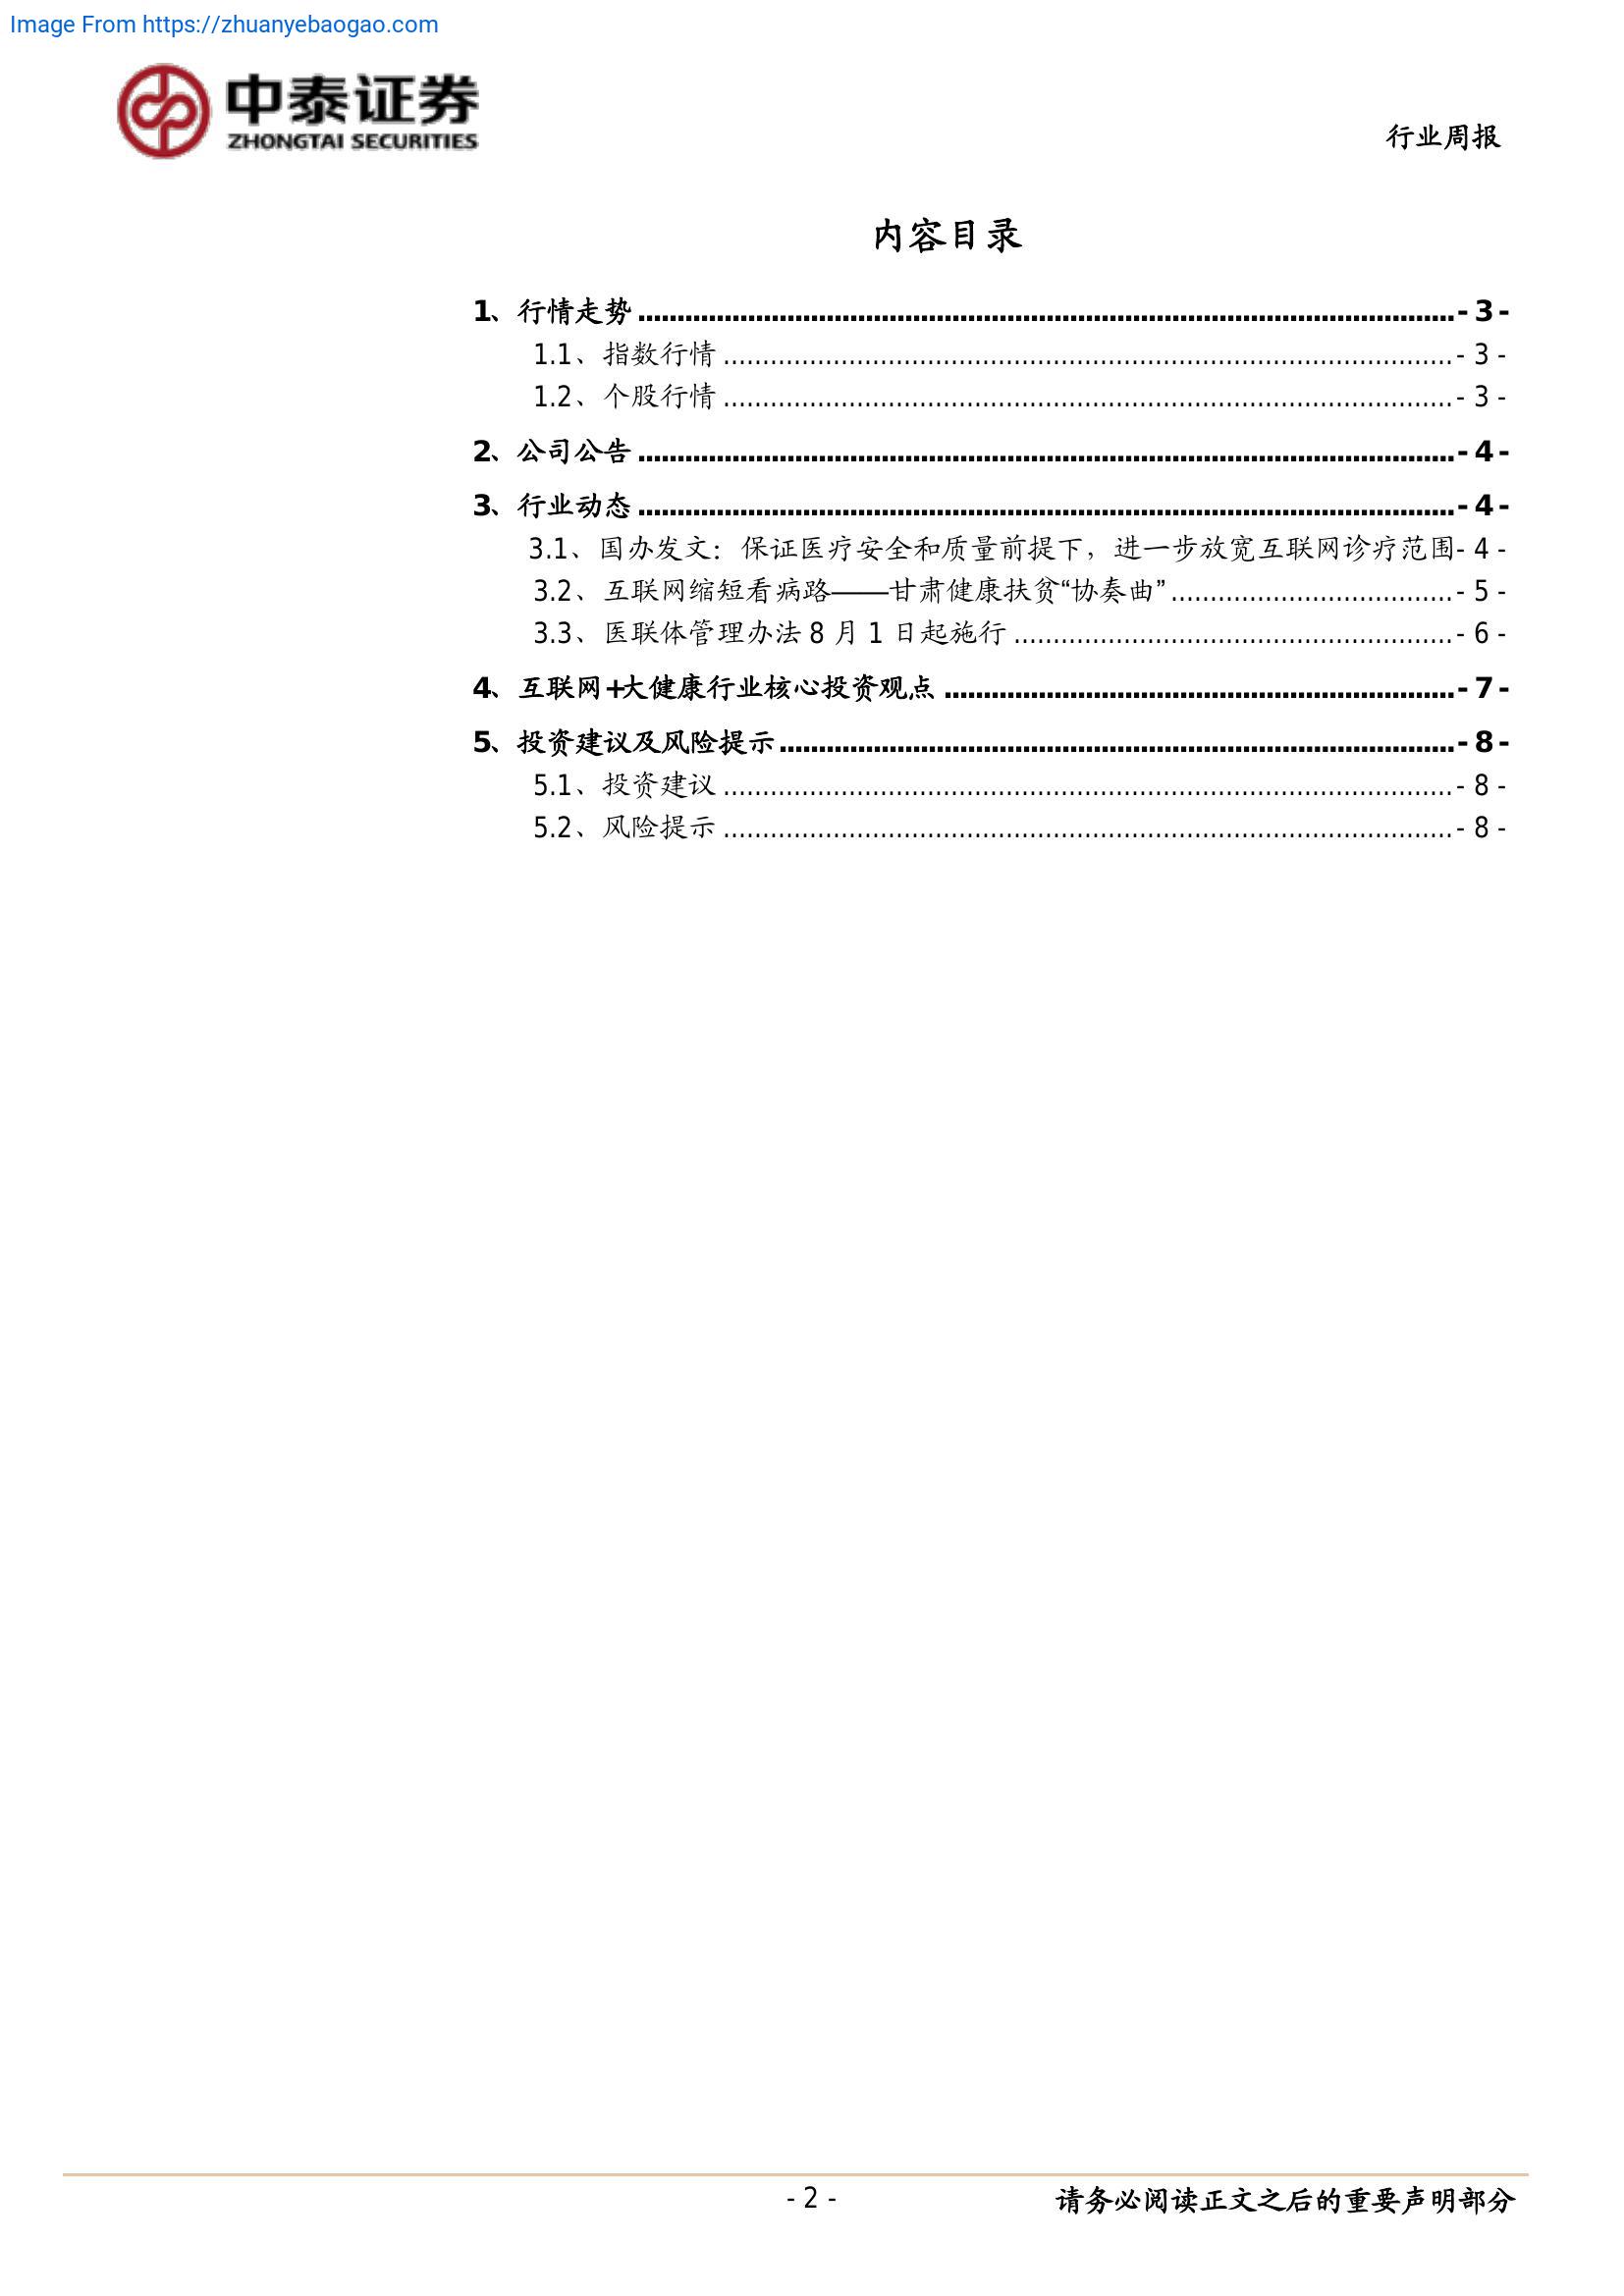 Image From https://zhuanyebaogao.com
中泰证券
ZHONGTAI SECURITIES
行业周报
内容目录
1、行情走势 ........ - 3 -
1.1、指数行情 ........ - 3 -
1.2、个股行情 ........ - 3 -
2、公司公告 ........ - 4 -
3、行业动态 ........ - 4 -
3.1、国办发文：保证医疗安全和质量前提下，进一步放宽互联网诊疗范围- 4 -
3.2、互联网缩短看病路——甘肃健康扶贫“协奏曲” ........ - 5 -
3.3、医联体管理办法 8 月 1 日起施行 ........ - 6 -
4、互联网+大健康行业核心投资观点 ........ - 7 -
5、投资建议及风险提示 ........ - 8 -
5.1、投资建议 ........ - 8 -
5.2、风险提示 ........ - 8 -
- 2 -
请务必阅读正文之后的重要声明部分